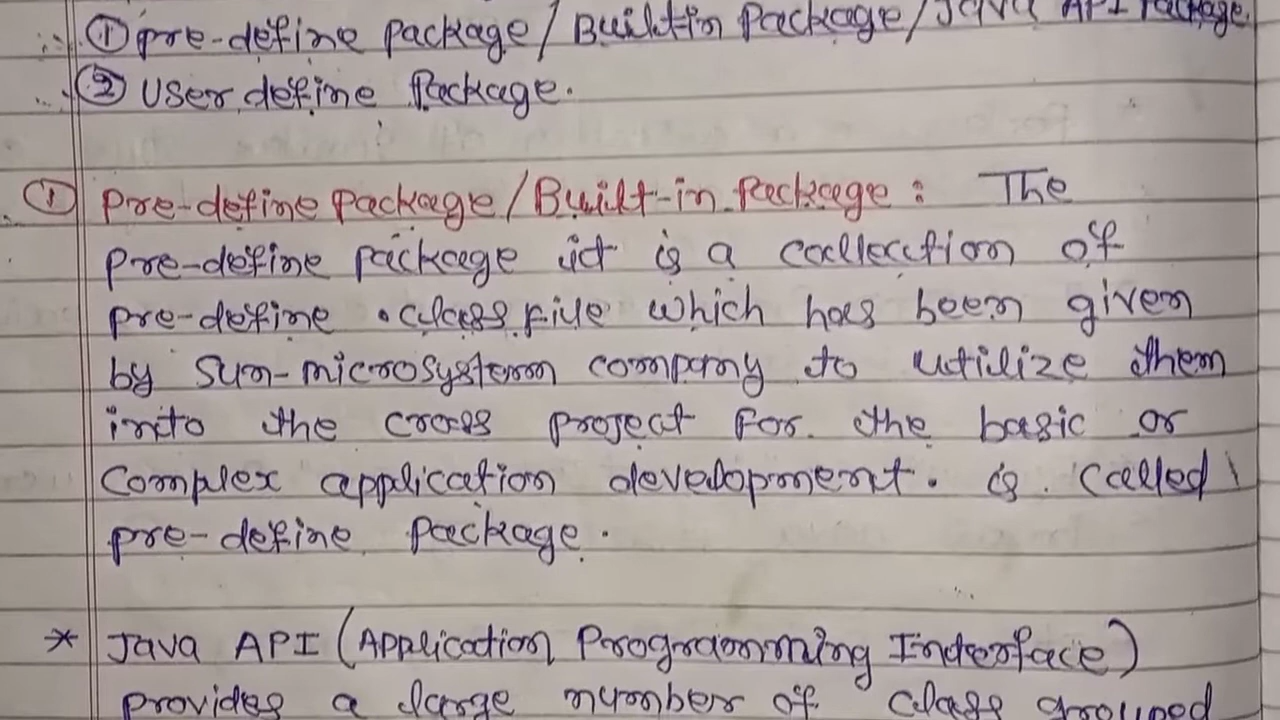 ① pre-define package/Built-in Package/Java API Package
② User define Package.
① Pre-define Package/Built-in Package: The
pre-define package it is a collection of
pre-define .class file which has been given
by Sun-microsystem company to utilize them
into the cross project for the basic or
complex application development. is called
pre-define package.
* Java API (Application Programming Interface)
provides a large number of class grouped